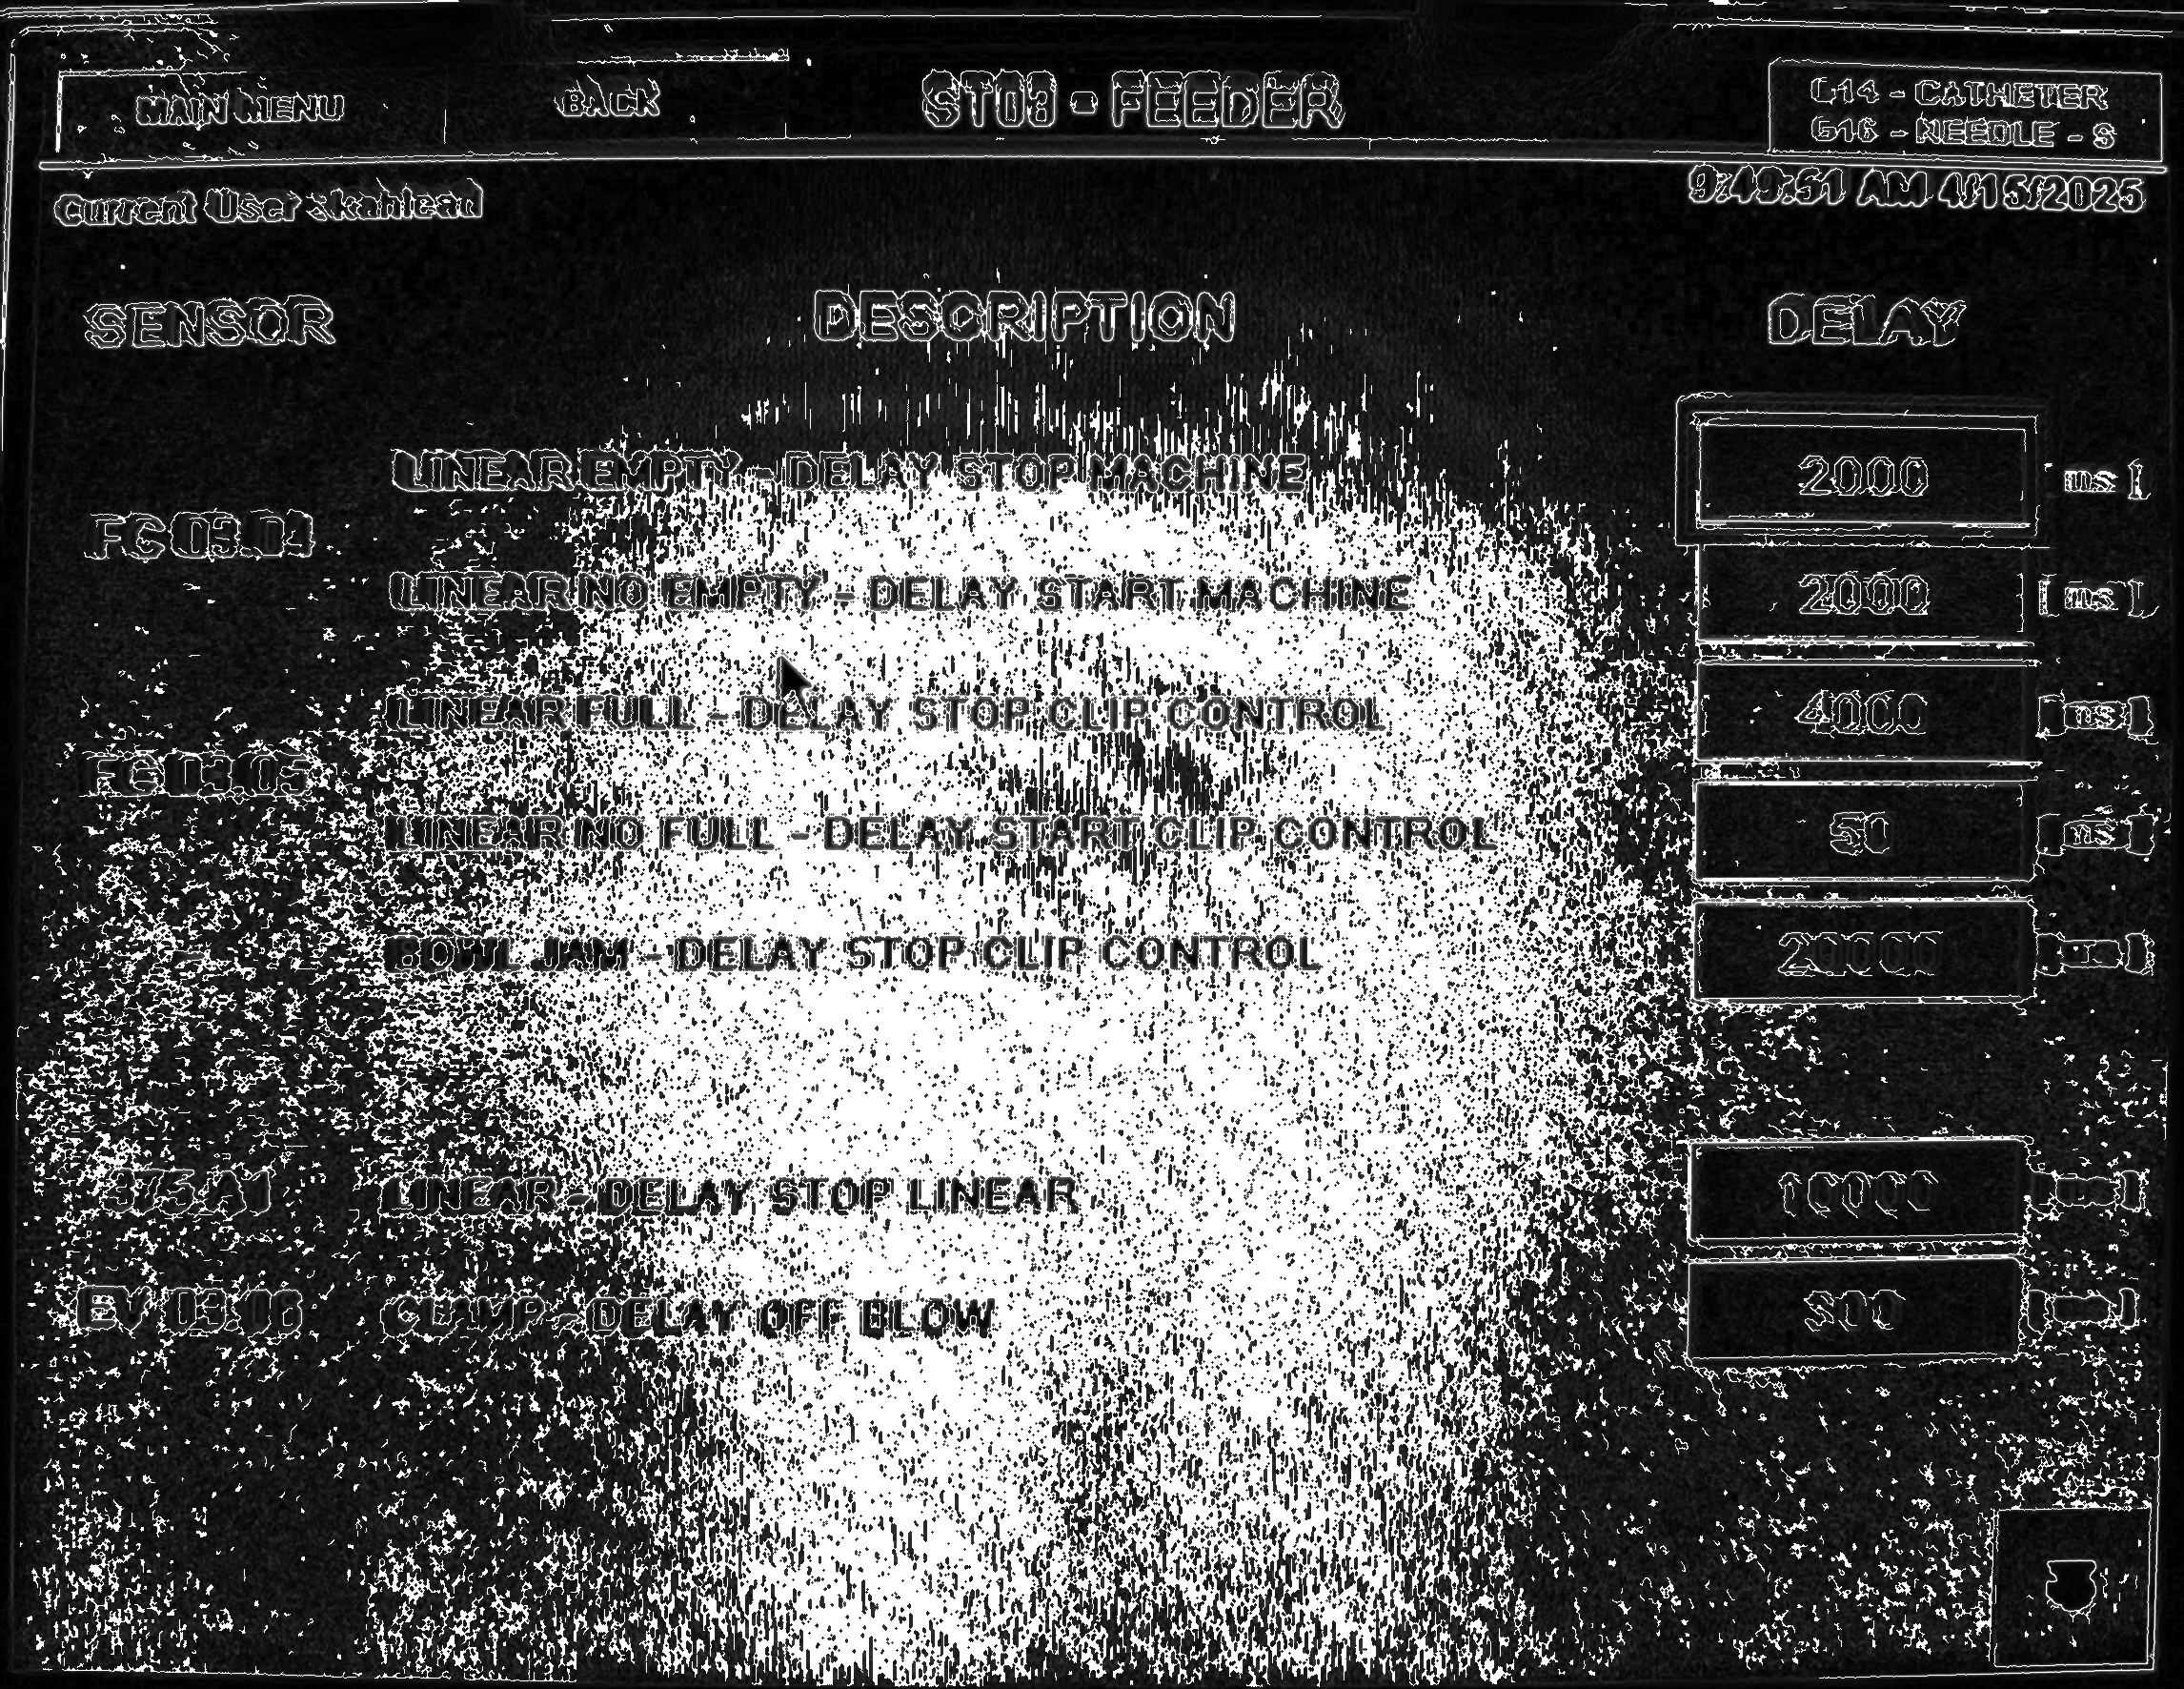 MAIN MENU BACK ST03 - FEEDER
G14 - CATHETER
G16 - NEEDLE - S
Current User :
9:49:51 AM 4/15/2025
SENSOR DESCRIPTION DELAY
LINEAR EMPTY - DELAY STOP MACHINE 2000 [ ms ]
FC 03.04
LINEAR NO EMPTY - DELAY START MACHINE 2000 [ ms ]
LINEAR FULL - DELAY STOP CLIP CONTROL 4000 [ ms ]
FC 03.05
LINEAR NO FULL - DELAY START CLIP CONTROL 50 [ ms ]
BOWL JAM - DELAY STOP CLIP CONTROL 20000
375A1 LINEAR - DELAY STOP LINEAR 10000
EV 03.06 CLAMP - DELAY OFF BLOW 300